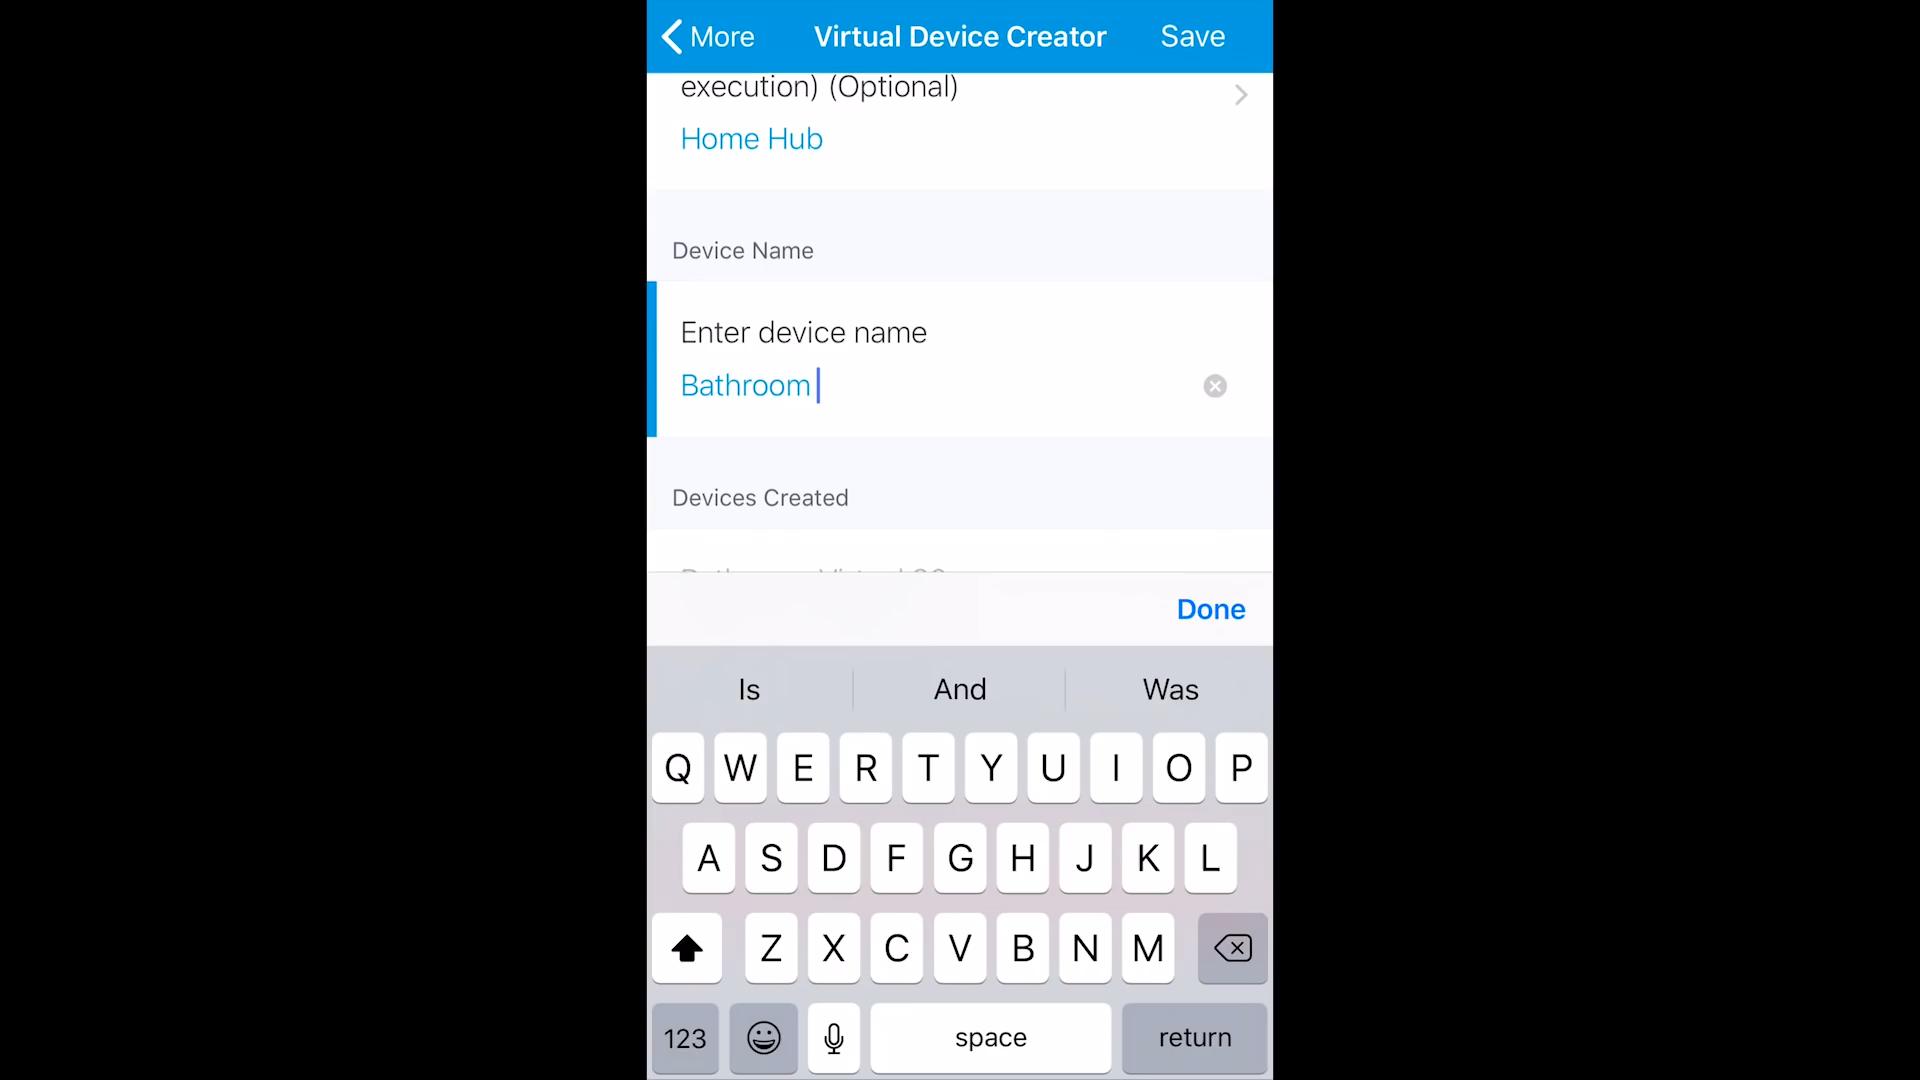 More Virtual Device Creator Save
execution) (Optional)
Home Hub
Device Name
Enter device name
Bathroom
Devices Created
Done
Is And Was
Q W E R T Y U I O P
A S D F G H J K L
Z X C V B N M
123 space return